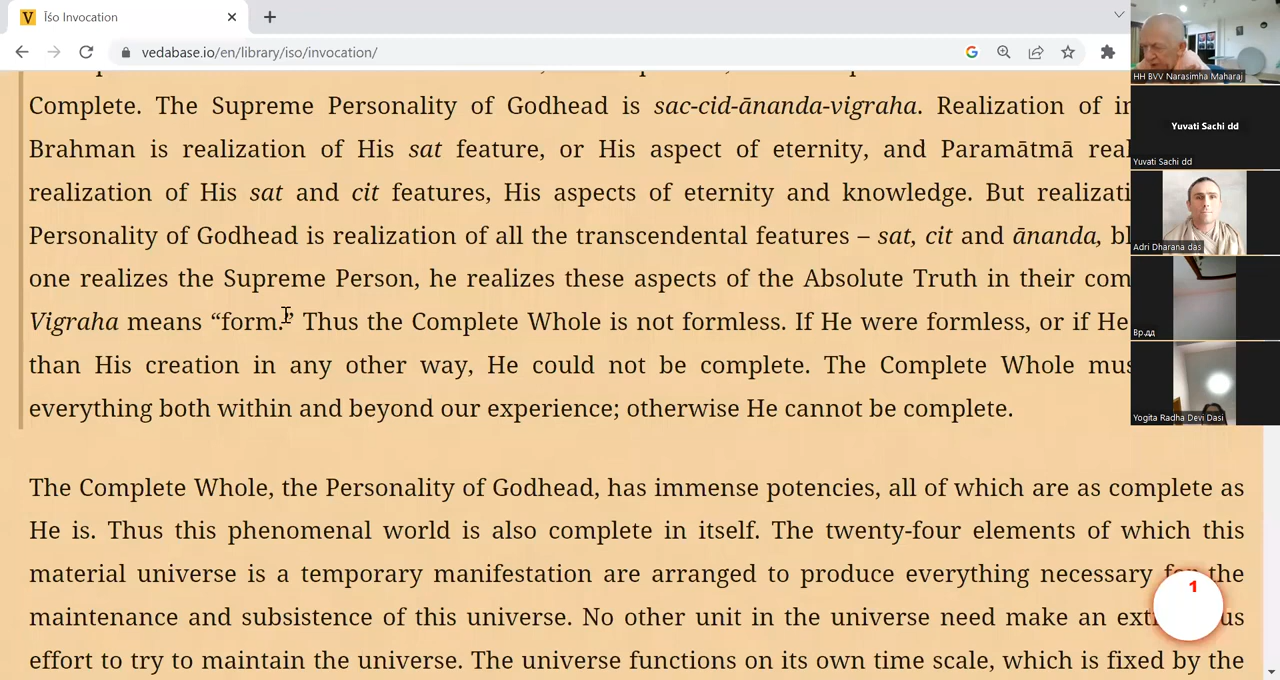 Īśo Invocation
vedabase.io/en/library/iso/invocation/
Complete. The Supreme Personality of Godhead is sac-cid-ānanda-vigraha. Realization of
Brahman is realization of His sat feature, or His aspect of eternity, and Paramātmā
realization of His sat and cit features, His aspects of eternity and knowledge. But
Personality of Godhead is realization of all the transcendental features – sat, cit and ānanda,
one realizes the Supreme Person, he realizes these aspects of the Absolute Truth in their
Vigraha means “form.” Thus the Complete Whole is not formless. If He were formless, or if He
than His creation in any other way, He could not be complete. The Complete Whole
everything both within and beyond our experience; otherwise He cannot be complete.
The Complete Whole, the Personality of Godhead, has immense potencies, all of which are as complete as
He is. Thus this phenomenal world is also complete in itself. The twenty-four elements of which this
material universe is a temporary manifestation are arranged to produce everything necessary the
maintenance and subsistence of this universe. No other unit in the universe need make an
effort to try to maintain the universe. The universe functions on its own time scale, which is fixed by the
1
HH BVV Narasimha Maharaj
Yuvati Sachi dd
Yuvati Sachi dd
Adri Dharana das
Вр.дд
Yogita Radha Devi Dasi